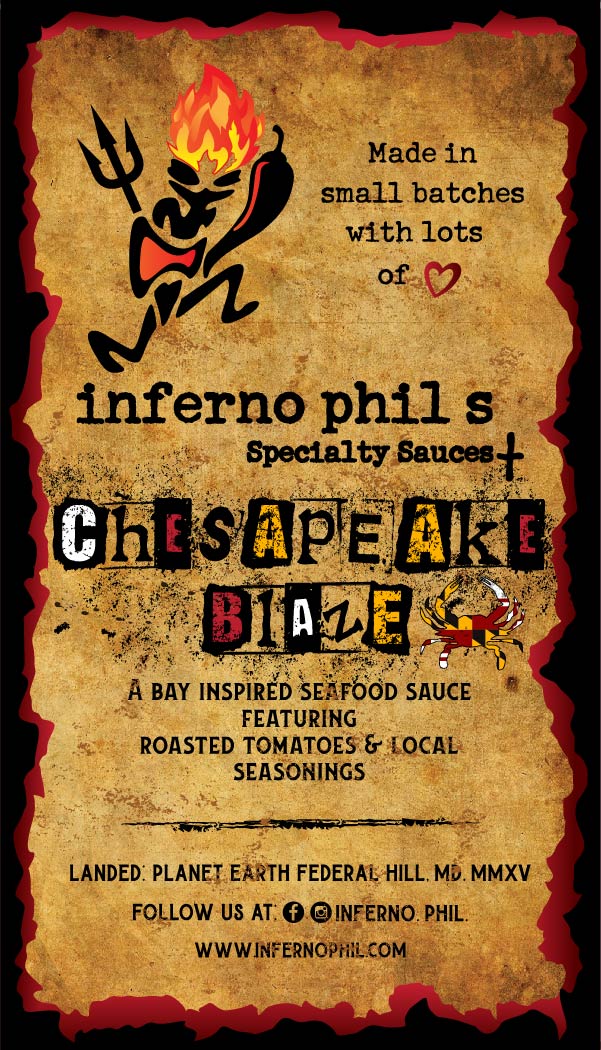 Made in
small batches
with lots
of
inferno phil s
Specialty Sauces
ChESAPEAKE
BlAzE
A BAY INSPIRED SEAFOOD SAUCE
FEATURING
ROASTED TOMATOES & LOCAL
SEASONINGS
LANDED: PLANET EARTH FEDERAL HILL, MD. MMXV
FOLLOW US AT: INFERNO. PHIL.
WWW.INFERNOPHIL.COM